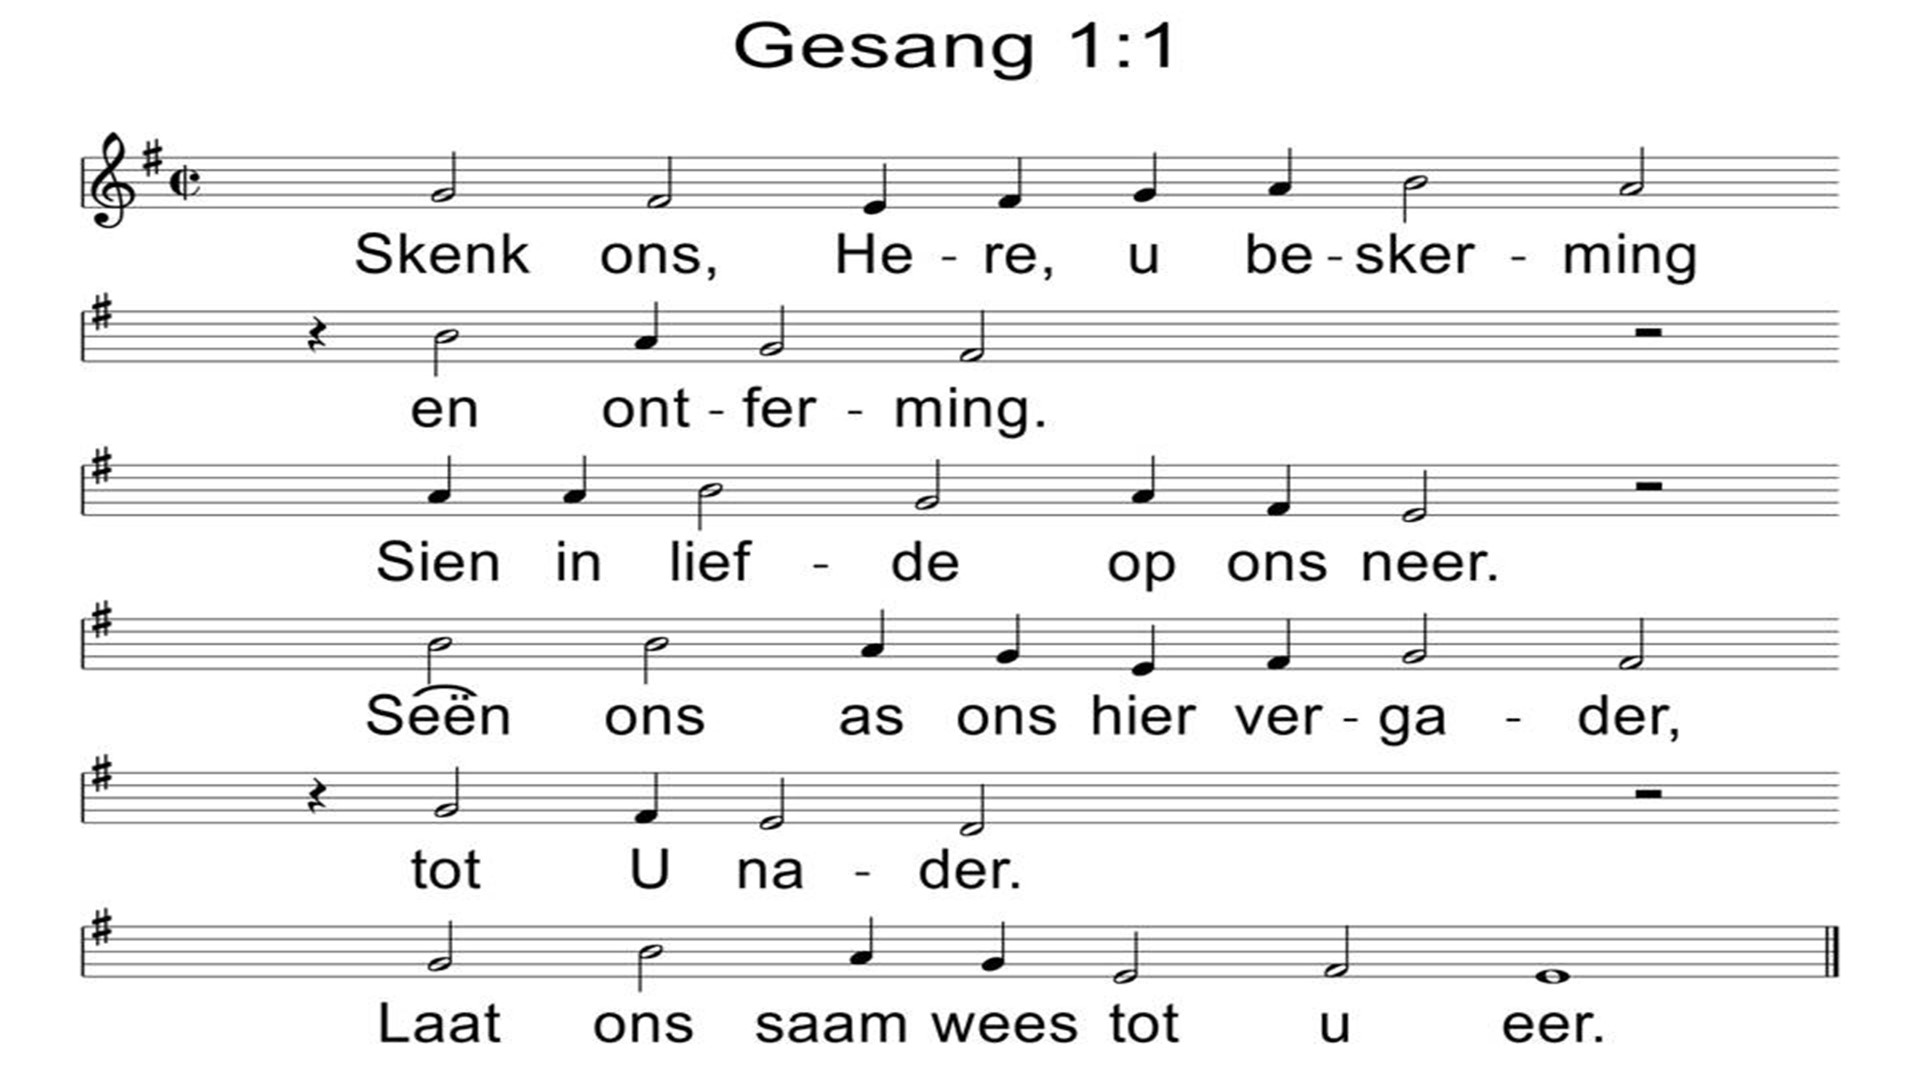 Gesang 1:1
Skenk ons, He - re, u be - sker - ming
en ont - fer - ming.
Sien in lief - de op ons neer.
Seën ons as ons hier ver - ga - der,
tot U na - der.
Laat ons saam wees tot u eer.